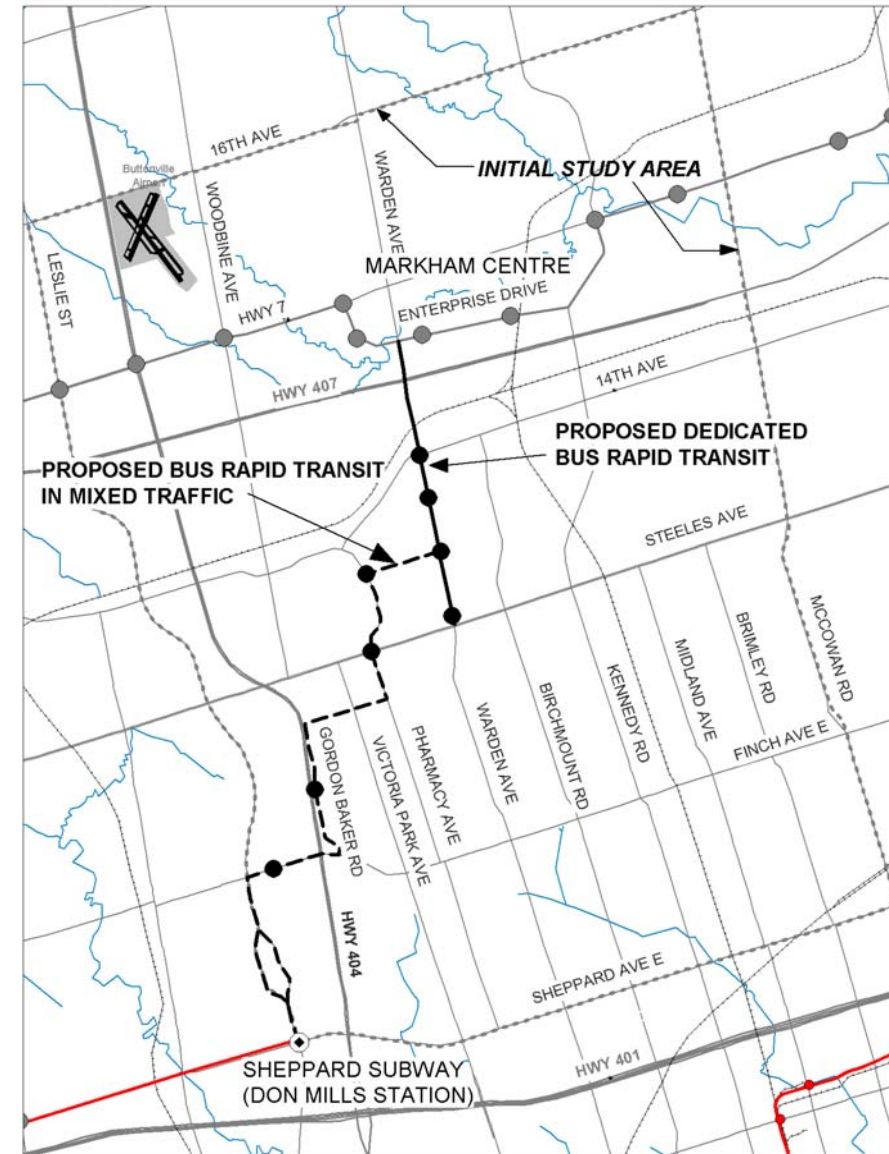 16TH AVE
INITIAL STUDY AREA
Buttonville
Airport
WARDEN AVE
WOODBINE AVE
LESLIE ST
MARKHAM CENTRE
HWY 7
ENTERPRISE DRIVE
HWY 407
14TH AVE
PROPOSED DEDICATED
BUS RAPID TRANSIT
PROPOSED BUS RAPID TRANSIT
IN MIXED TRAFFIC
STEELES AVE
MCCOWAN RD
BRIMLEY RD
MIDLAND AVE
KENNEDY RD
BIRCHMOUNT RD
WARDEN AVE
PHARMACY AVE
VICTORIA PARK AVE
GORDON BAKER RD
FINCH AVE E
HWY 404
SHEPPARD AVE E
SHEPPARD SUBWAY
(DON MILLS STATION)
HWY 401